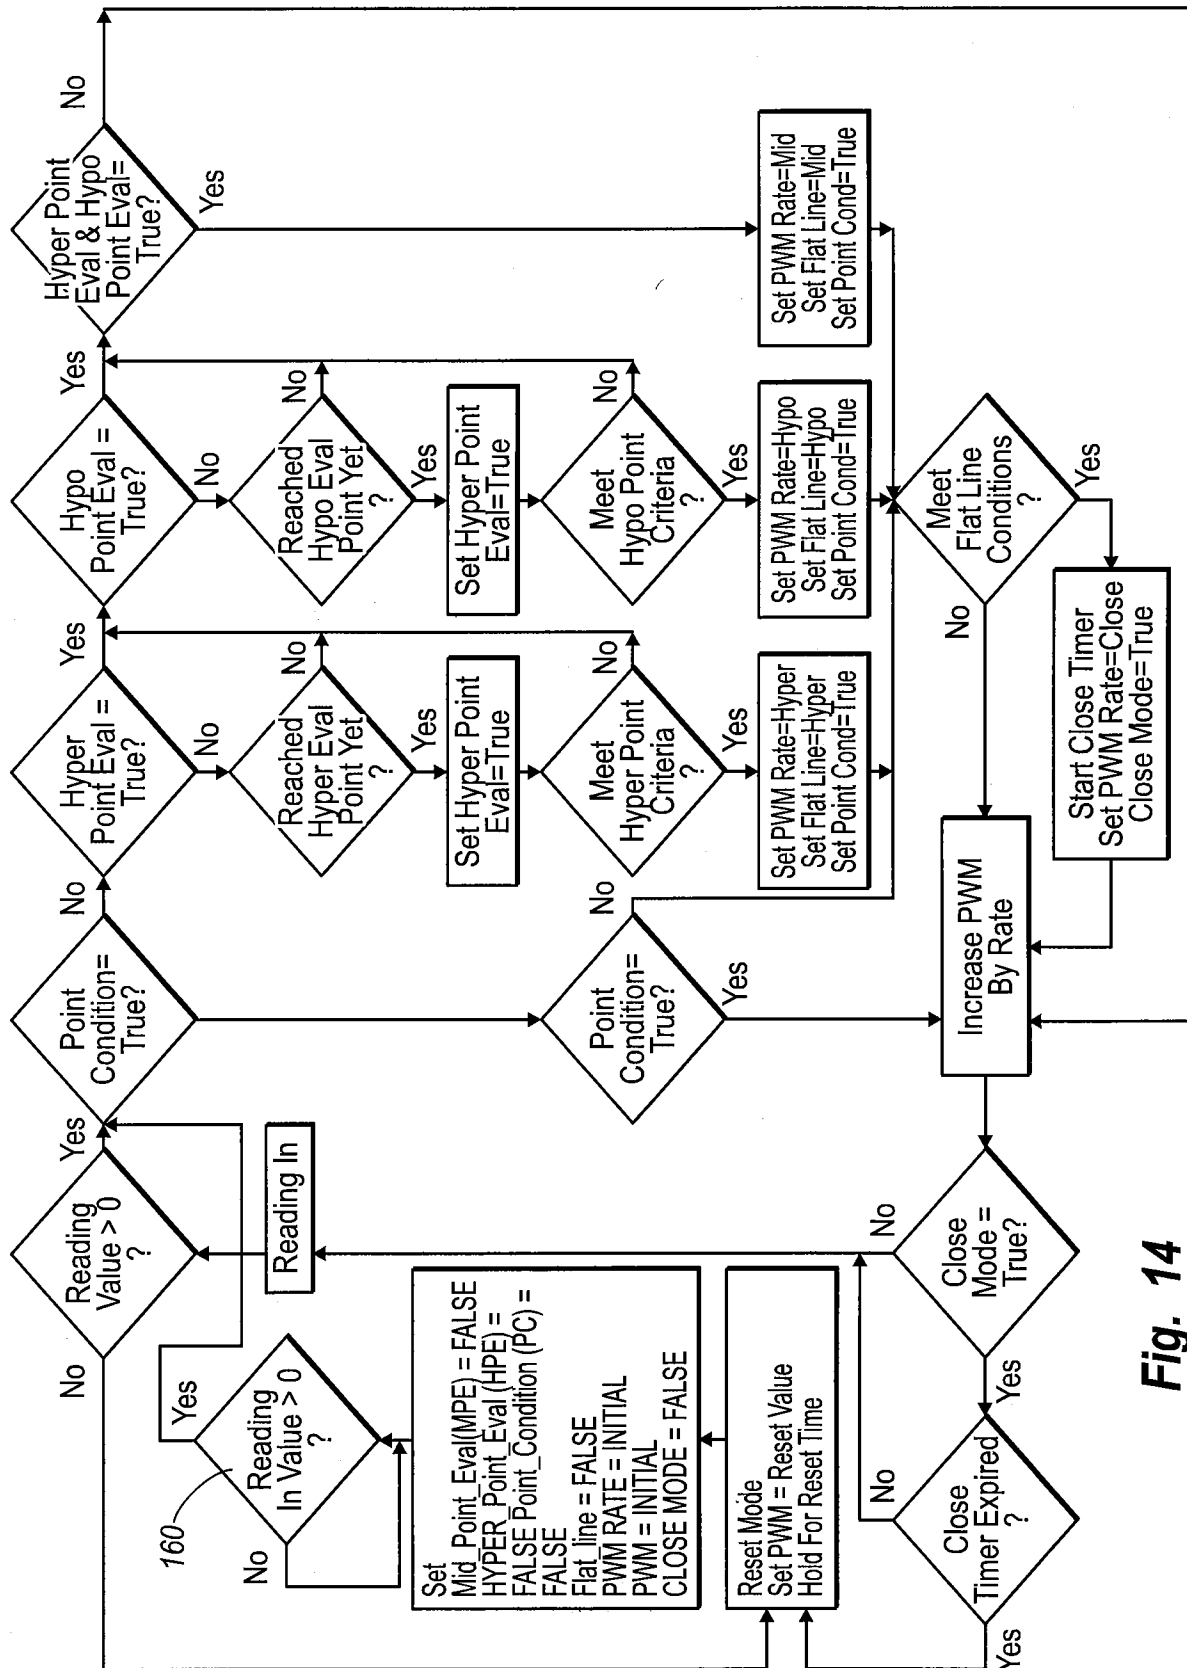 No
Reading
Value > 0
?
Yes
Point
Condition=
True?
No
Hyper
Point Eval =
True?
Yes
No
Hypo
Point Eval =
True?
Yes
No
Hyper Point
Eval & Hypo
Point Eval=
True?
No
Yes
160
Reading
In Value > 0
?
Yes
No
Reading In
Reached
Hyper Eval
Point Yet
?
No
Yes
Reached
Hypo Eval
Point Yet
?
No
Yes
Set
Mid_Point_Eval(MPE) = FALSE
HYPER_Point_Eval (HPE) =
FALSE Point_Condition (PC) =
FALSE
Flat_line = FALSE
PWM RATE = INITIAL
PWM = INITIAL
CLOSE MODE = FALSE
Set Hyper Point
Eval=True
Set Hyper Point
Eval=True
Point
Condition=
True?
No
Yes
Meet
Hyper Point
Criteria
?
No
Yes
Meet
Hypo Point
Criteria
?
No
Yes
Reset Mode
Set PWM = Reset Value
Hold For Reset Time
Set PWM Rate=Hyper
Set Flat Line=Hyper
Set Point Cond=True
Set PWM Rate=Hypo
Set Flat Line=Hypo
Set Point Cond=True
Set PWM Rate=Mid
Set Flat Line=Mid
Set Point Cond=True
Close
Timer Expired
?
No
Yes
Close
Mode =
True?
No
Yes
Increase PWM
By Rate
Meet
Flat Line
Conditions
?
No
Yes
Start Close Timer
Set PWM Rate=Close
Close Mode=True
Fig. 14